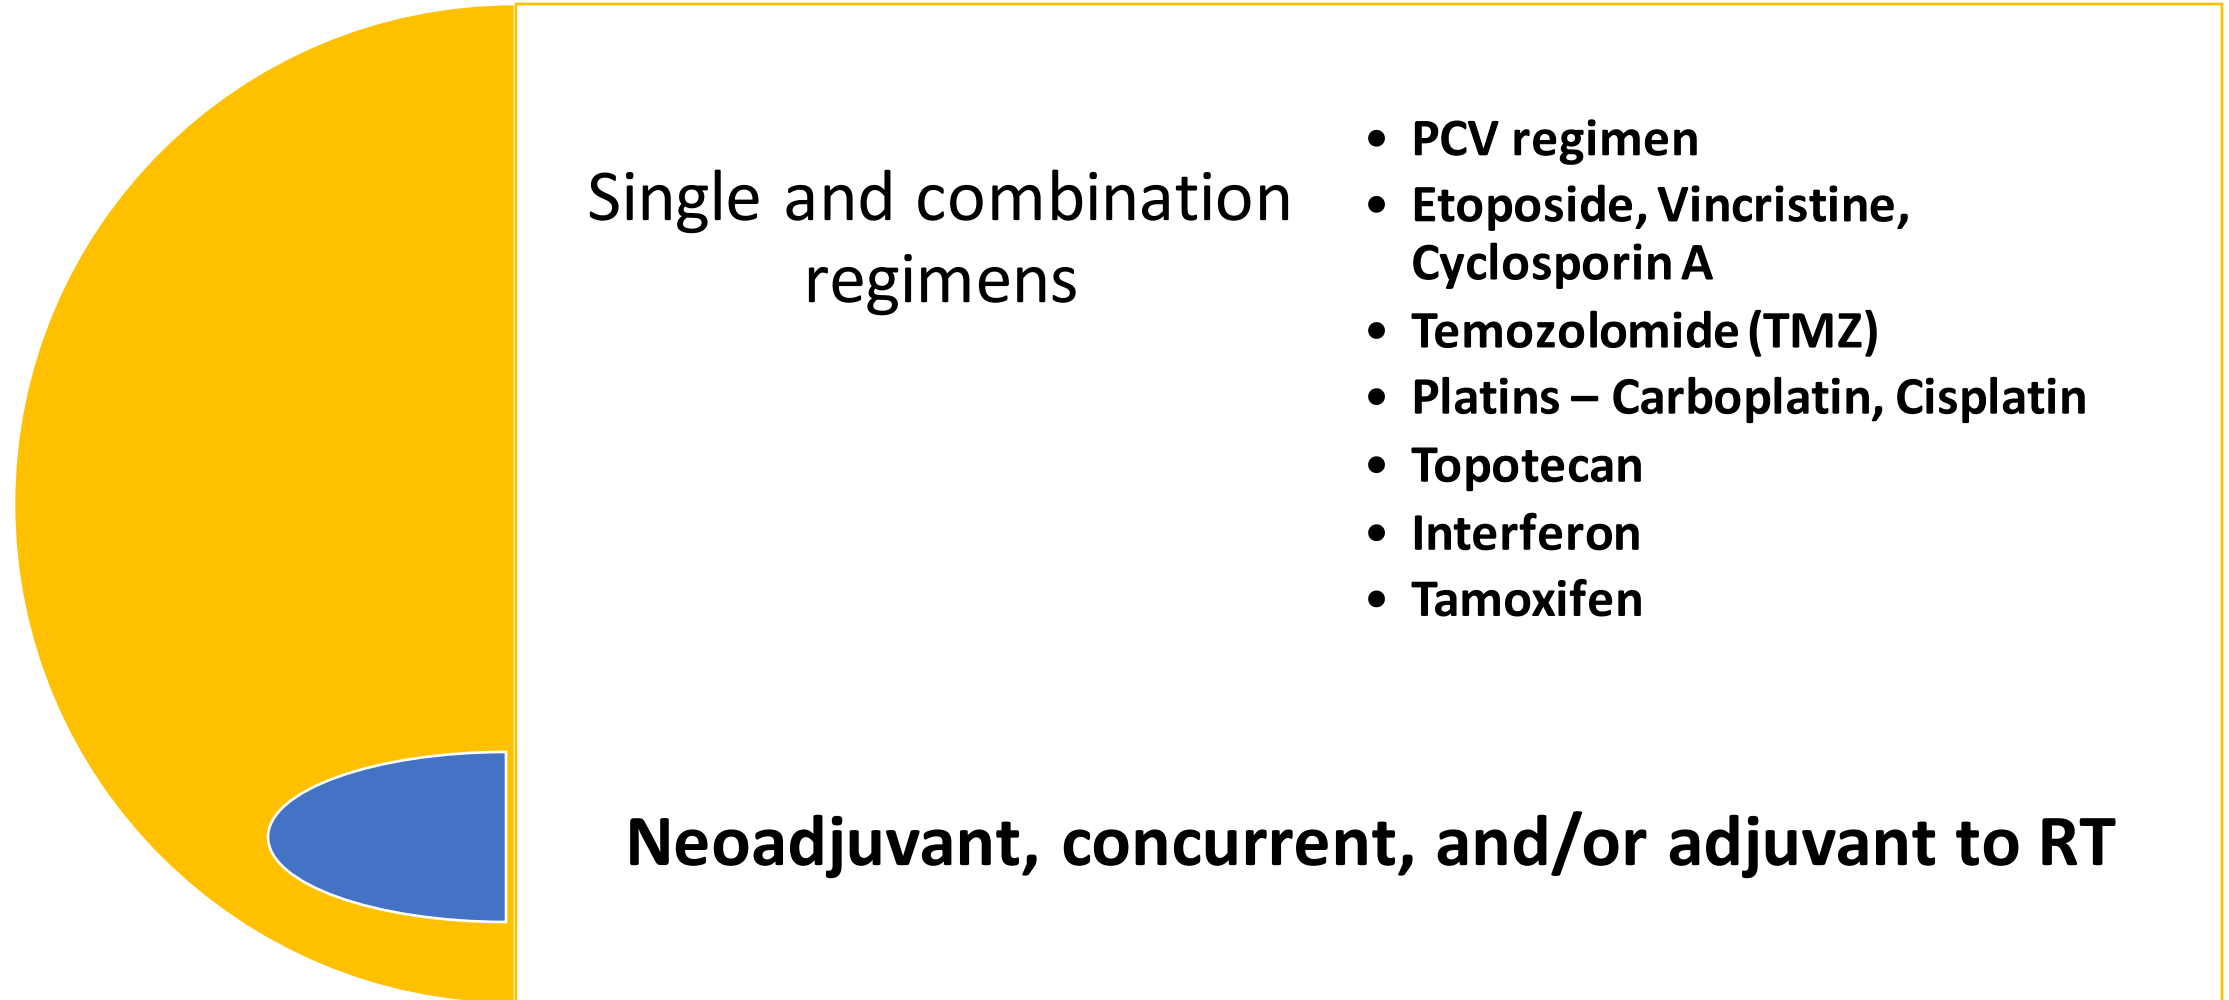 Single and combination
regimens
• PCV regimen
• Etoposide, Vincristine,
Cyclosporin A
• Temozolomide (TMZ)
• Platins – Carboplatin, Cisplatin
• Topotecan
• Interferon
• Tamoxifen
Neoadjuvant, concurrent, and/or adjuvant to RT